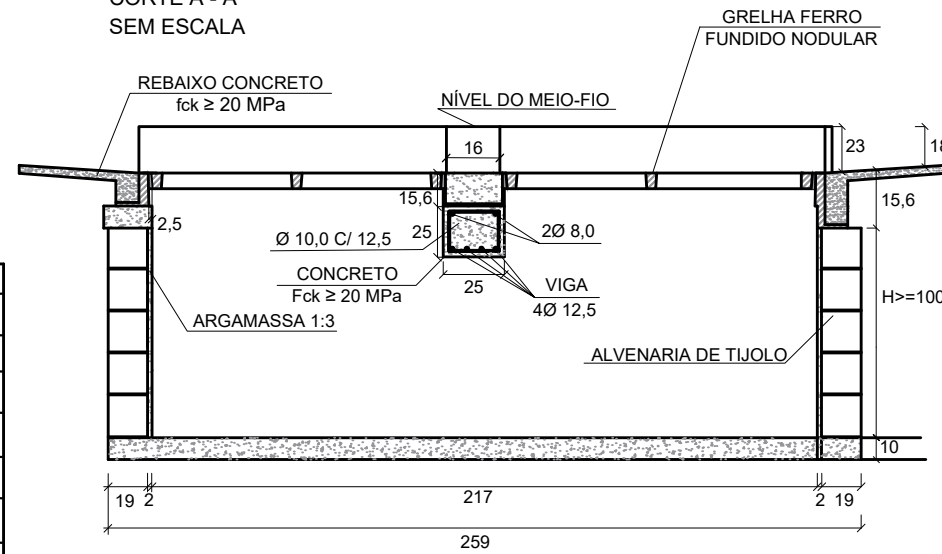 SEM ESCALA
GRELHA FERRO
FUNDIDO NODULAR
REBAIXO CONCRETO
fck ≥ 20 MPa
NÍVEL DO MEIO-FIO
16
23
15,6
15,6
2,5
Ø 10,0 C/ 12,5
25
2Ø 8,0
CONCRETO
Fck ≥ 20 MPa
25
VIGA
4Ø 12,5
H>=100
ARGAMASSA 1:3
ALVENARIA DE TIJOLO
10
19 2 217 2 19
259